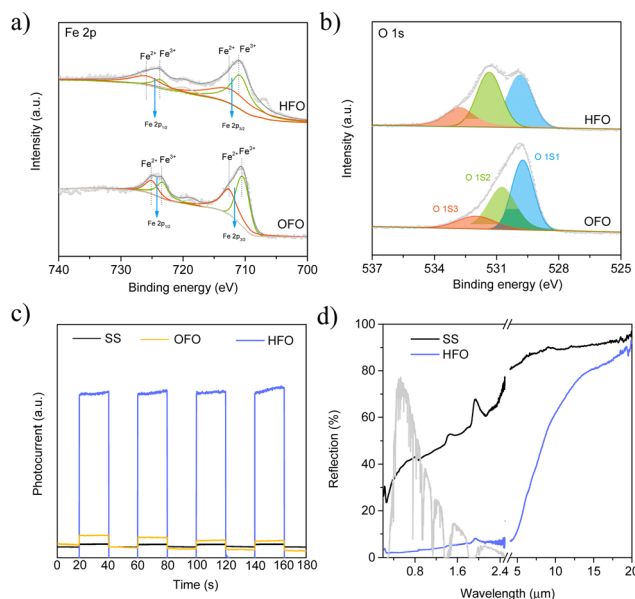 a)
Fe 2p
Fe²⁺ Fe³⁺ Fe²⁺ Fe³⁺
HFO
Fe 2p₁/₂ Fe 2p₃/₂
Fe²⁺ Fe³⁺ Fe²⁺ Fe³⁺
Fe 2p₁/₂ Fe 2p₃/₂
OFO
Intensity (a.u.)
740 730 720 710 700
Binding energy (eV)
b)
O 1s
HFO
O 1S3 O 1S2 O 1S1
OFO
Intensity (a.u.)
537 534 531 528 525
Binding energy (eV)
c)
SS OFO HFO
Photocurrent (a.u.)
0 20 40 60 80 100 120 140 160 180
Time (s)
d)
SS
HFO
Reflection (%)
100
80
60
40
20
0
0.8 1.6 2.4 5 10 15 20
Wavelength (μm)